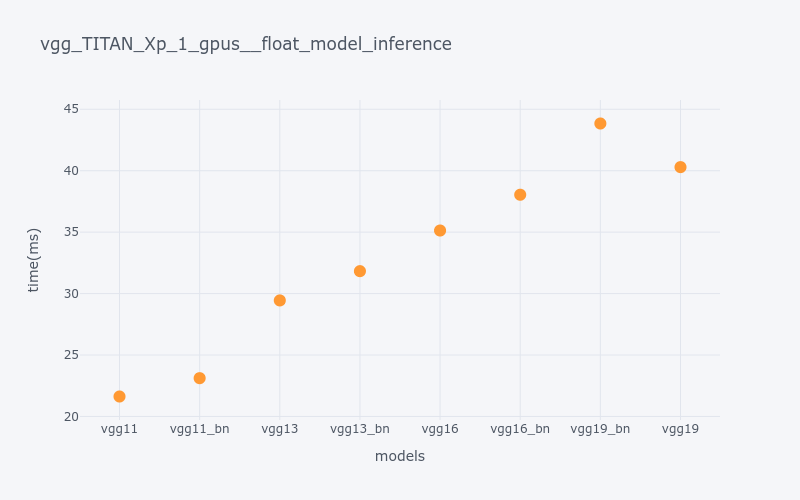 vgg_TITAN_Xp_1_gpus__float_model_inference
time(ms)
45
40
35
30
25
20
vgg11 vgg11_bn vgg13 vgg13_bn vgg16 vgg16_bn vgg19_bn vgg19
models